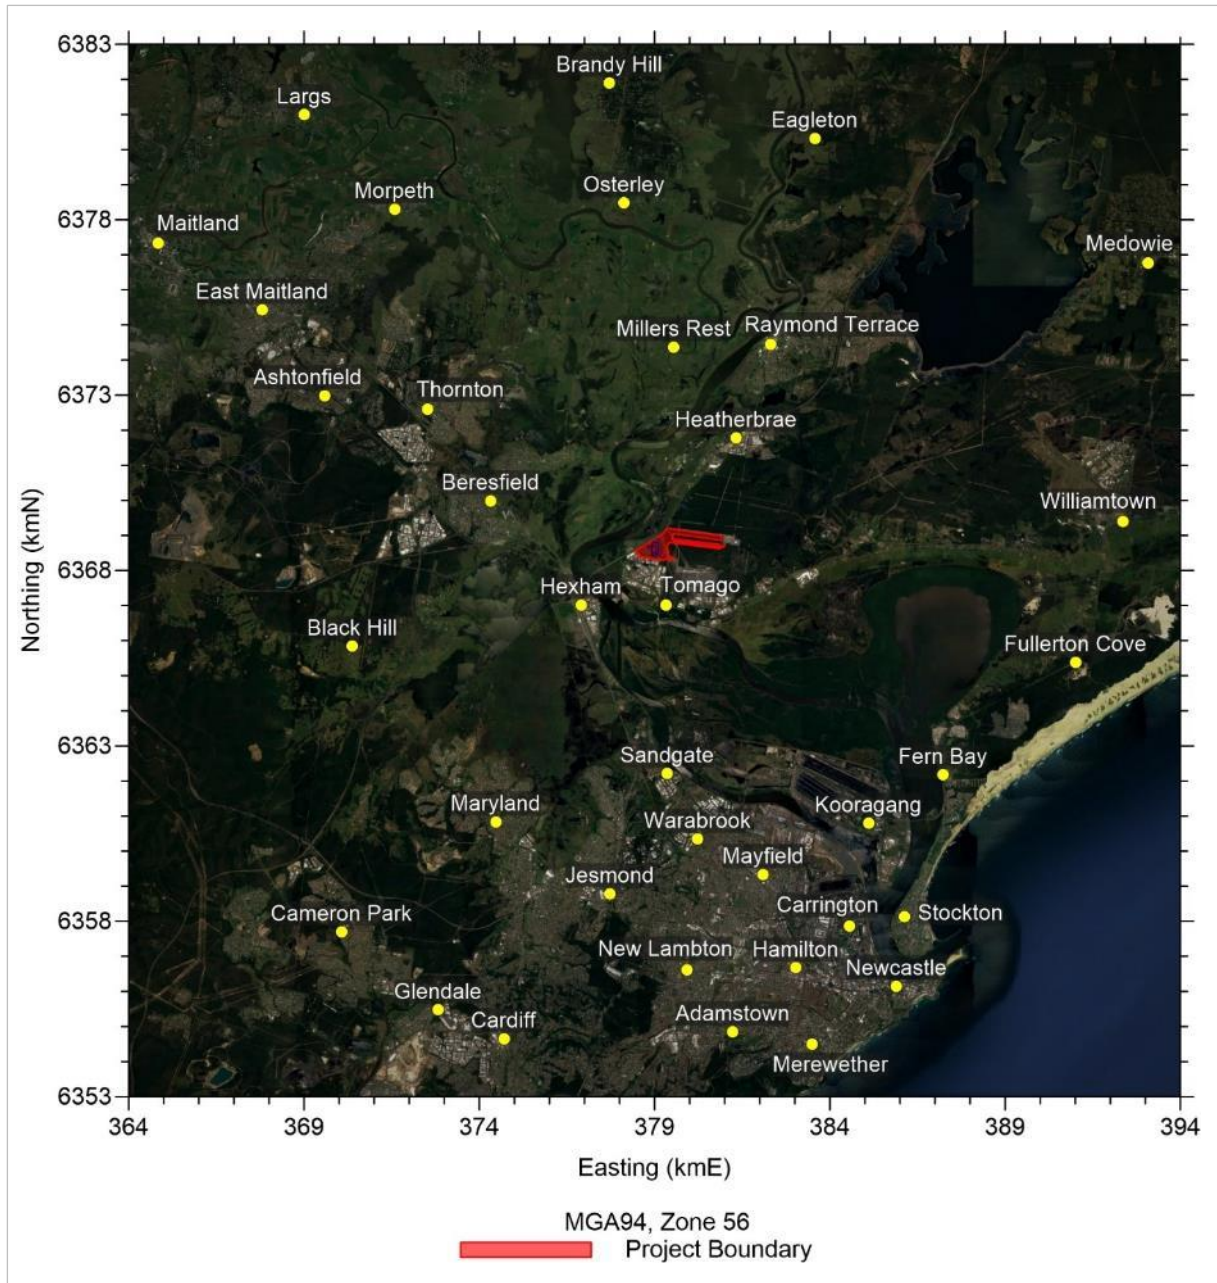 6383
Brandy Hill
Largs
Eagleton
Osterley
Morpeth
6378
Maitland
Medowie
East Maitland
Millers Rest
Raymond Terrace
Ashtonfield
Thornton
6373
Heatherbrae
Beresfield
Williamtown
Northing (kmN)
6368
Hexham
Tomago
Black Hill
Fullerton Cove
6363
Sandgate
Fern Bay
Maryland
Kooragang
Warabrook
Mayfield
Jesmond
Carrington
Cameron Park
Stockton
6358
New Lambton
Hamilton
Newcastle
Glendale
Adamstown
Cardiff
Merewether
6353
364 369 374 379 384 389 394
Easting (kmE)
MGA94, Zone 56
Project Boundary